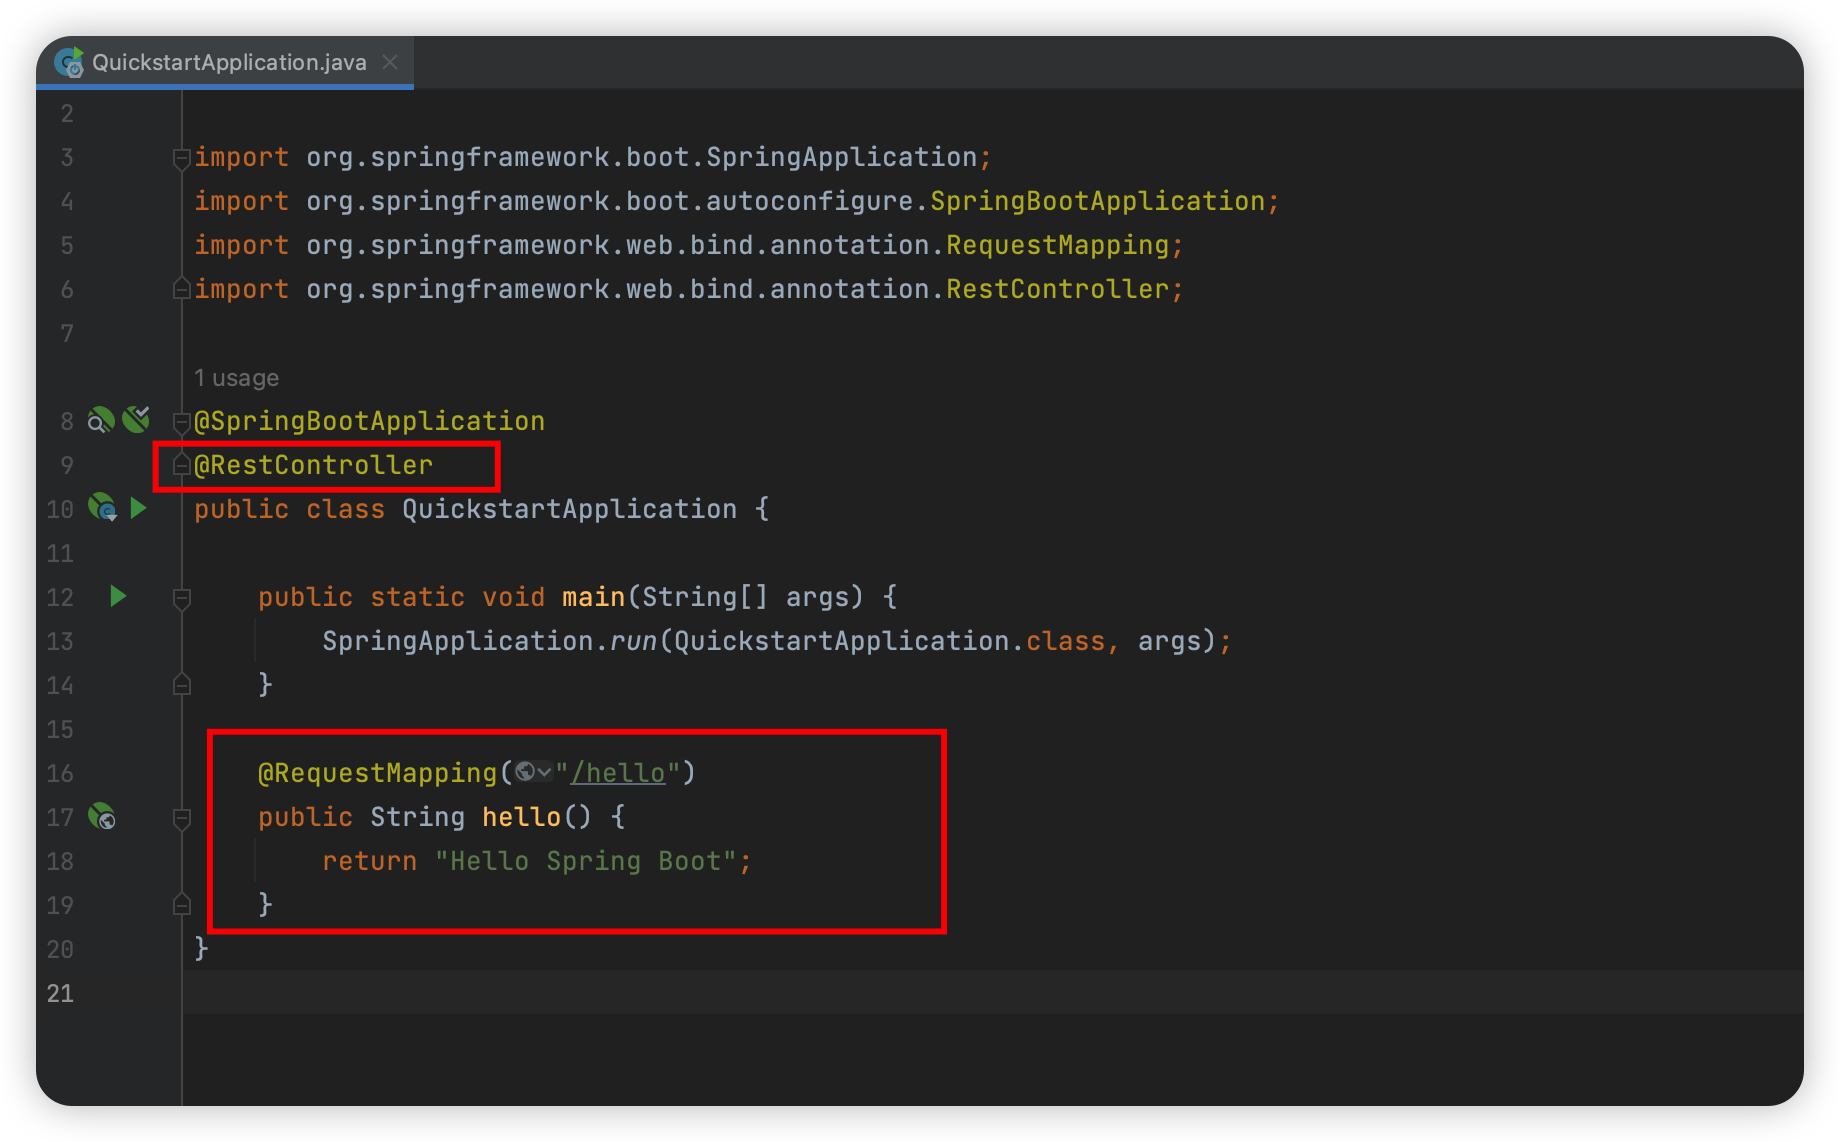 QuickstartApplication.java
2
3 import org.springframework.boot.SpringApplication;
4 import org.springframework.boot.autoconfigure.SpringBootApplication;
5 import org.springframework.web.bind.annotation.RequestMapping;
6 import org.springframework.web.bind.annotation.RestController;
7
1 usage
8 @SpringBootApplication
9 @RestController
10 public class QuickstartApplication {
11
12     public static void main(String[] args) {
13         SpringApplication.run(QuickstartApplication.class, args);
14     }
15
16     @RequestMapping("/hello")
17     public String hello() {
18         return "Hello Spring Boot";
19     }
20 }
21